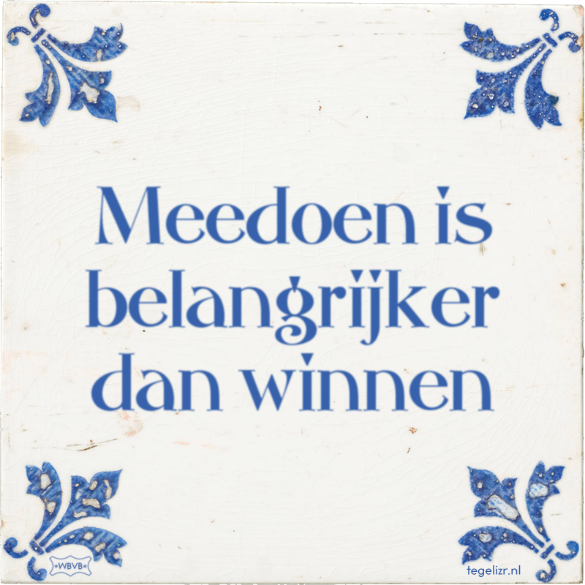 Meedoen is
belangrijker
dan winnen
•WBVB•
tegelizr.nl